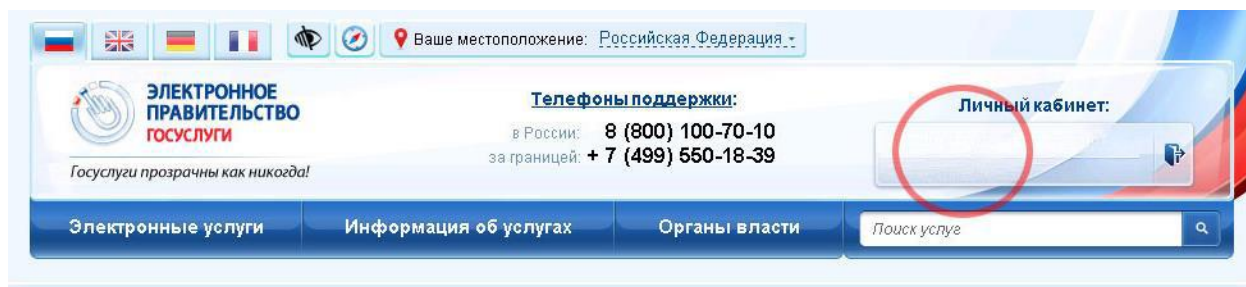 Ваше местоположение: Российская Федерация
ЭЛЕКТРОННОЕ
ПРАВИТЕЛЬСТВО
ГОСУСЛУГИ
Госуслуги прозрачны как никогда!
Телефоны поддержки:
в России: 8 (800) 100-70-10
за границей: + 7 (499) 550-18-39
Личный кабинет:
Электронные услуги
Информация об услугах
Органы власти
Поиск услуг